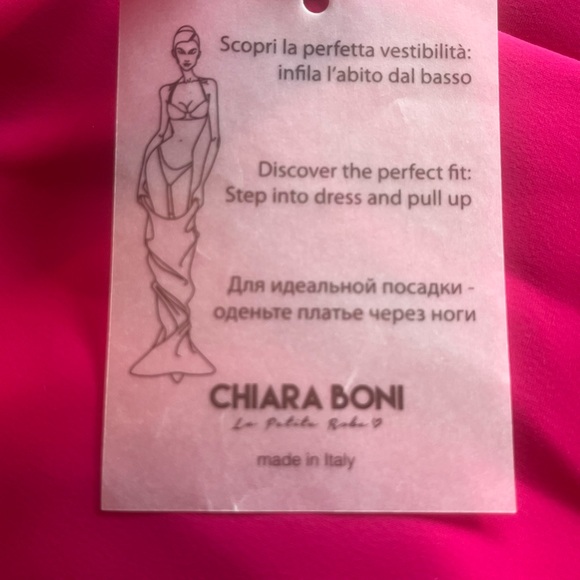 Scopri la perfetta vestibilità:
infila l'abito dal basso
Discover the perfect fit:
Step into dress and pull up
Для идеальной посадки -
оденьте платье через ноги
CHIARA BONI
La Petite Robe
made in Italy